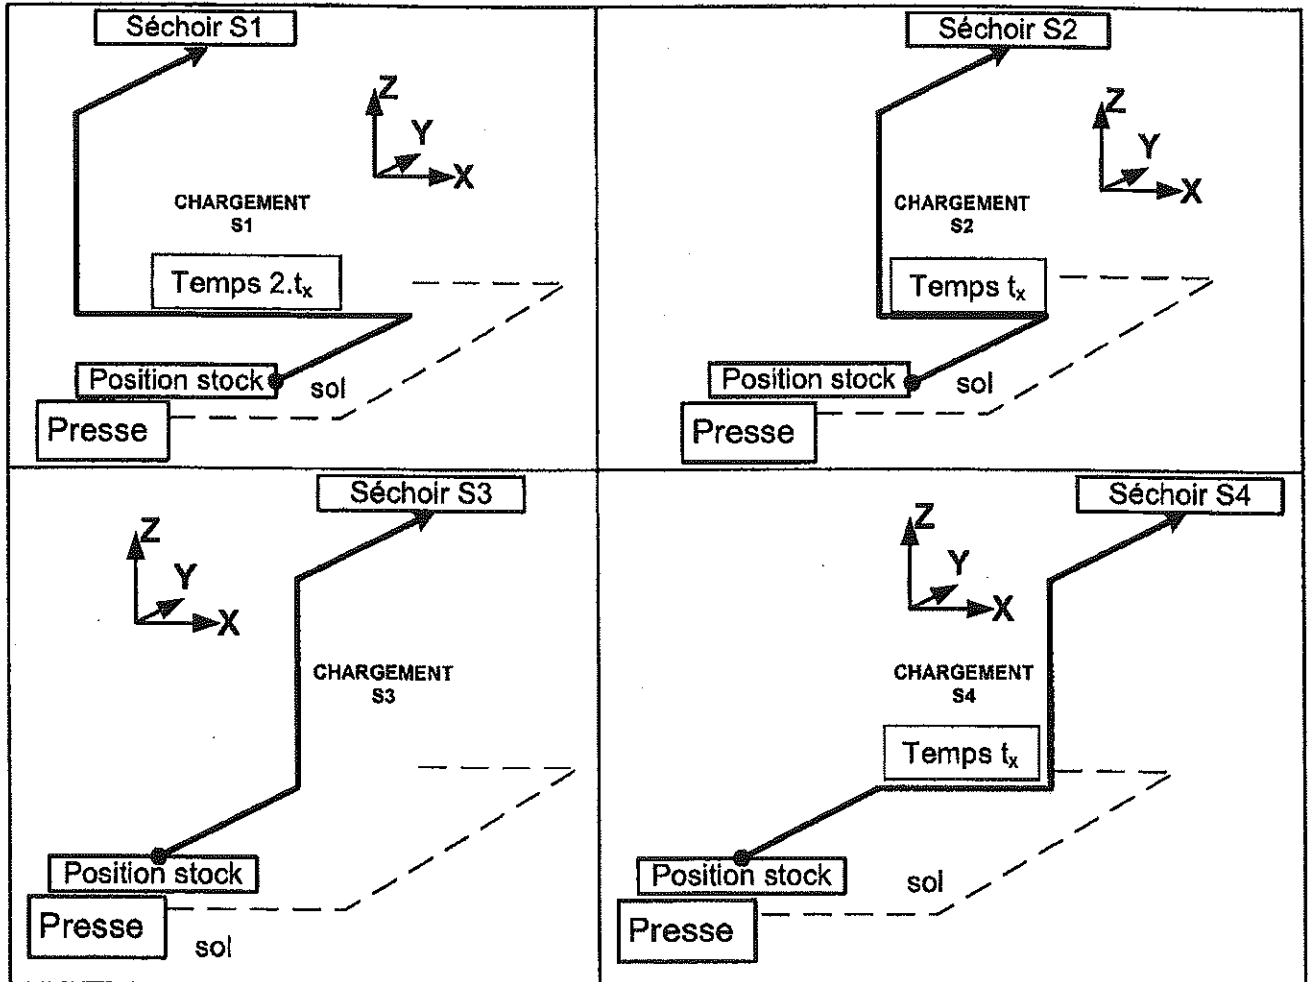 Séchoir S1
Z
Y
X
CHARGEMENT
S1
Temps 2.tx
Position stock
sol
Presse
Séchoir S2
Z
Y
X
CHARGEMENT
S2
Temps tx
Position stock
sol
Presse
Séchoir S3
Z
Y
X
CHARGEMENT
S3
Position stock
Presse
sol
Séchoir S4
Z
Y
X
CHARGEMENT
S4
Temps tx
Position stock
sol
Presse